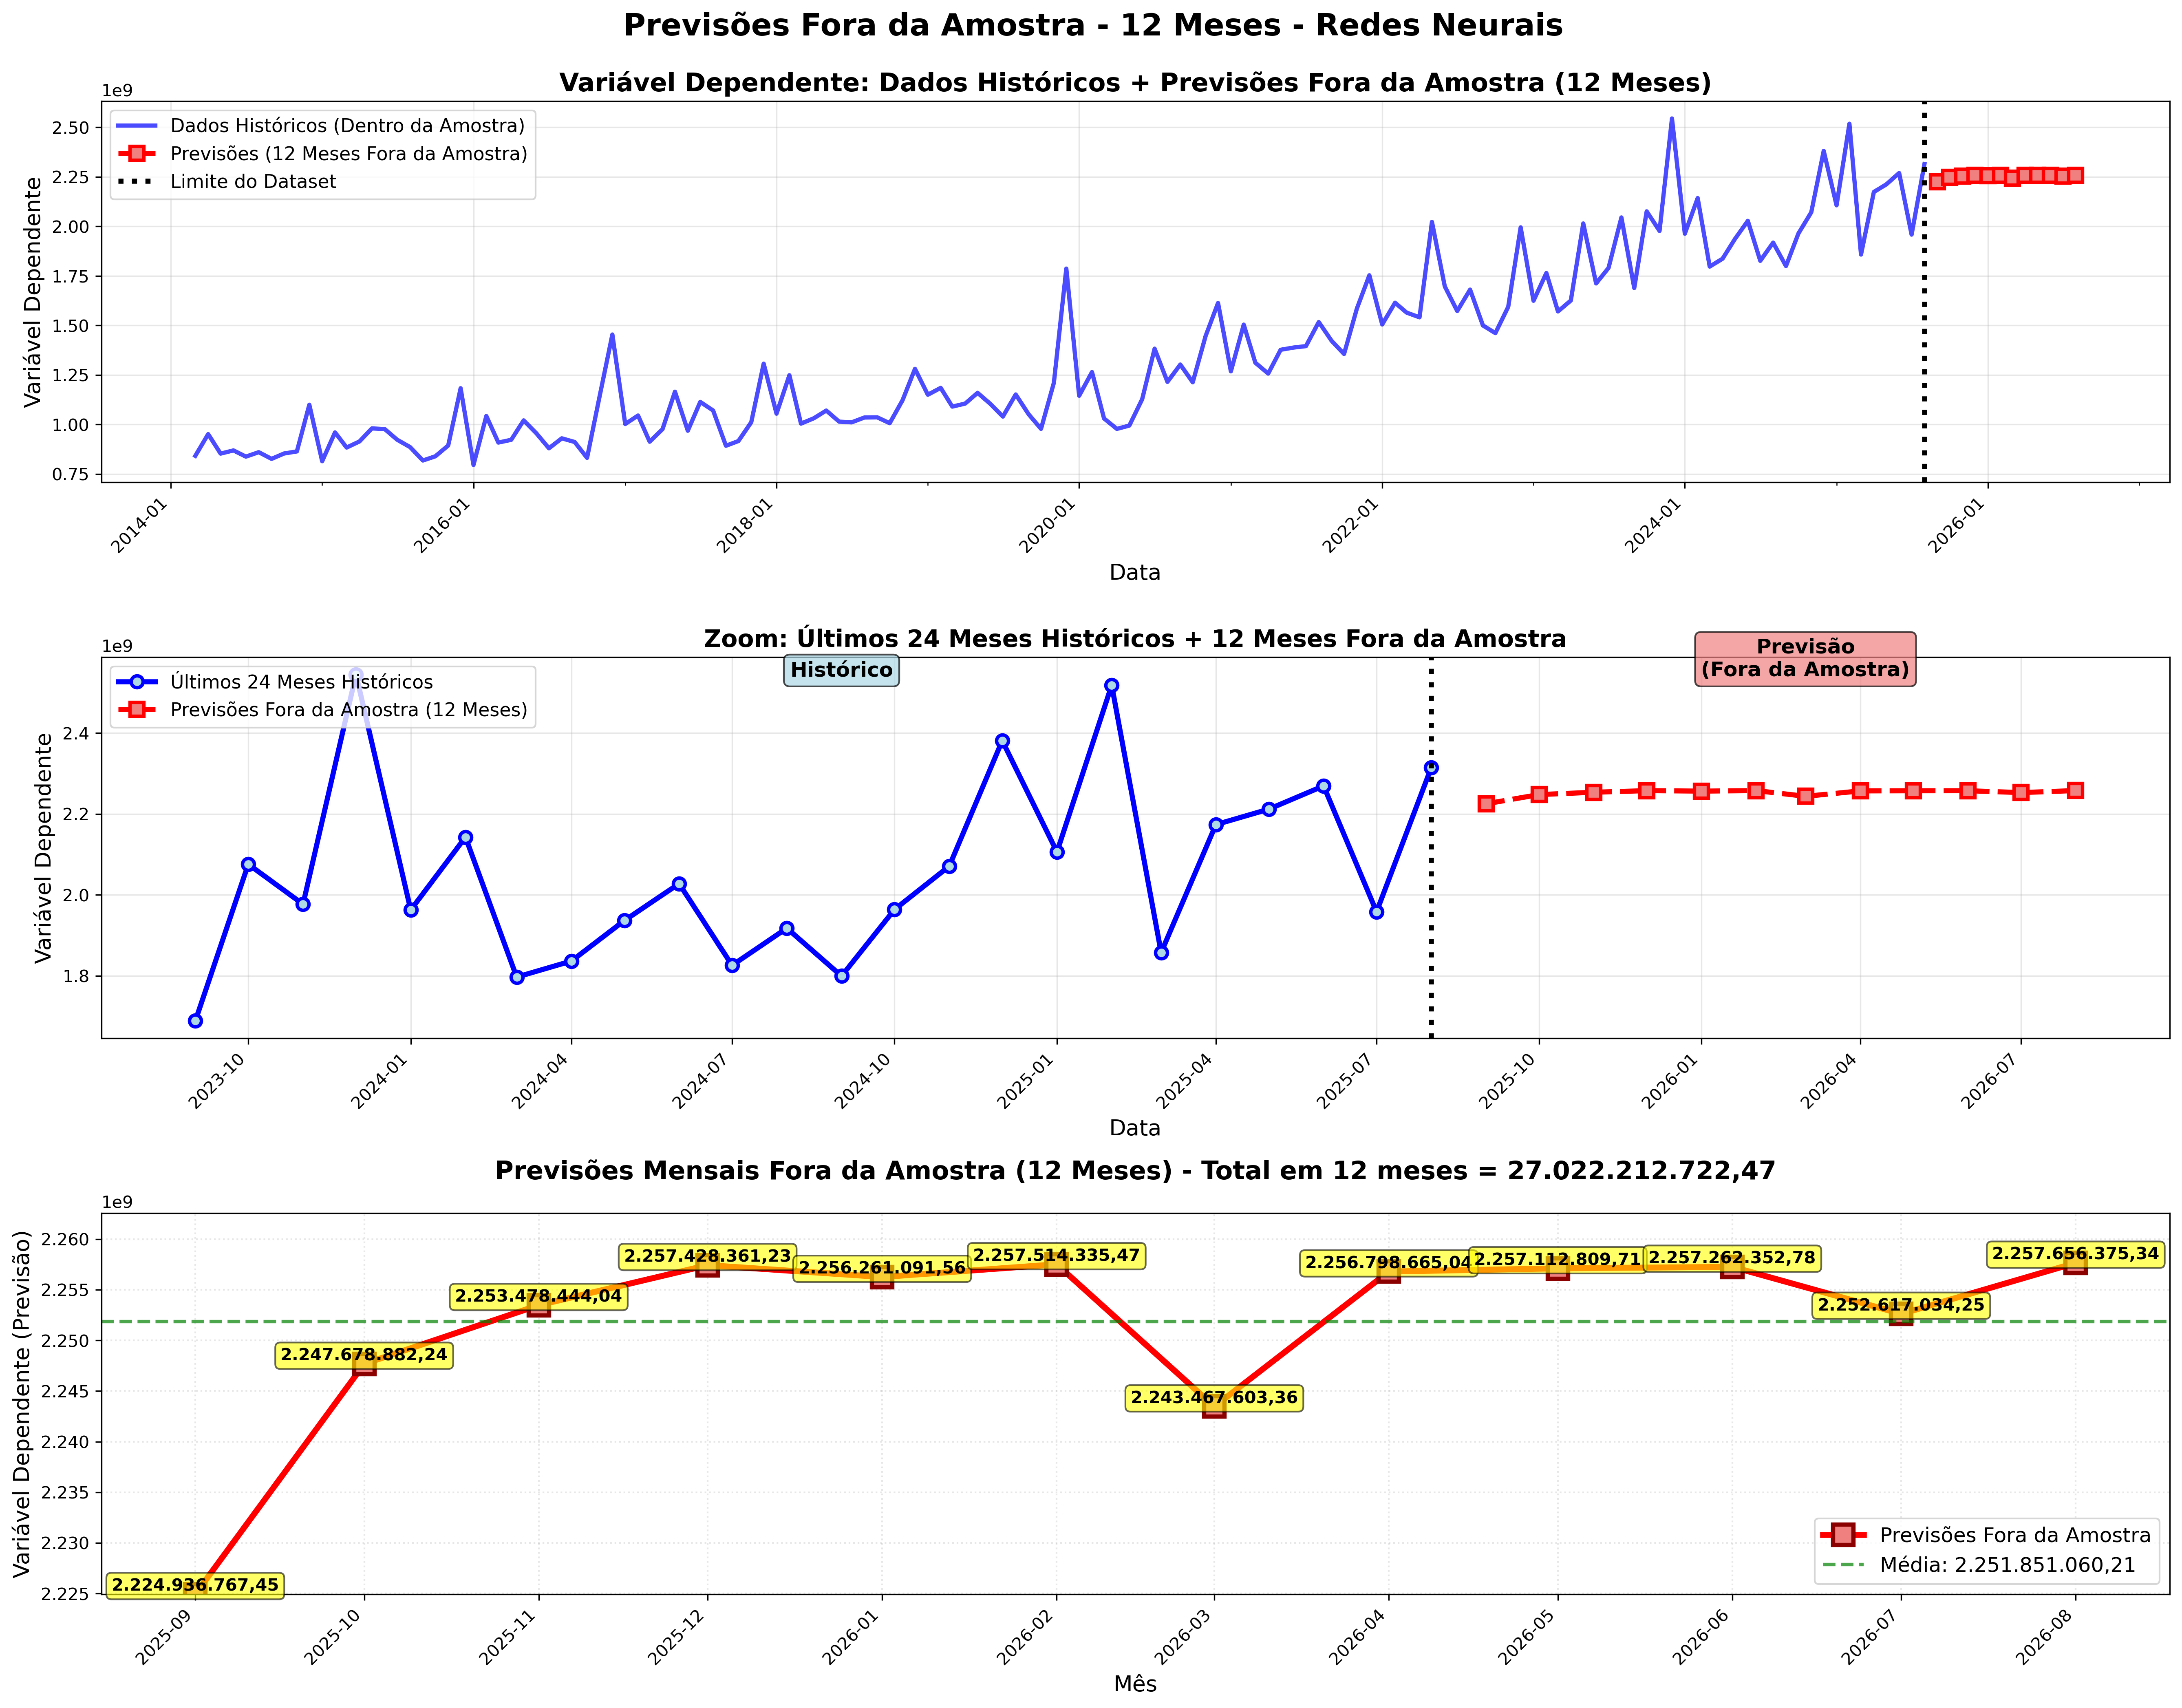 Previsões Fora da Amostra - 12 Meses - Redes Neurais
Variável Dependente: Dados Históricos + Previsões Fora da Amostra (12 Meses)
1e9
Dados Históricos (Dentro da Amostra)
Previsões (12 Meses Fora da Amostra)
Limite do Dataset
Variável Dependente
2.50
2.25
2.00
1.75
1.50
1.25
1.00
0.75
2014-01
2016-01
2018-01
2020-01
2022-01
2024-01
2026-01
Data
Zoom: Últimos 24 Meses Históricos + 12 Meses Fora da Amostra
1e9
Últimos 24 Meses Históricos
Previsões Fora da Amostra (12 Meses)
Histórico
Previsão
(Fora da Amostra)
Variável Dependente
2.4
2.2
2.0
1.8
2023-10
2024-01
2024-04
2024-07
2024-10
2025-01
2025-04
2025-07
2025-10
2026-01
2026-04
2026-07
Data
Previsões Mensais Fora da Amostra (12 Meses) - Total em 12 meses = 27.022.212.722,47
1e9
Variável Dependente (Previsão)
2.260
2.255
2.250
2.245
2.240
2.235
2.230
2.225
2.224.936.767,45
2.247.678.882,24
2.253.478.444,04
2.257.428.361,23
2.256.261.091,56
2.257.514.335,47
2.243.467.603,36
2.256.798.665,04
2.257.112.809,71
2.257.262.352,78
2.252.617.034,25
2.257.656.375,34
Previsões Fora da Amostra
Média: 2.251.851.060,21
2025-09
2025-10
2025-11
2025-12
2026-01
2026-02
2026-03
2026-04
2026-05
2026-06
2026-07
2026-08
Mês